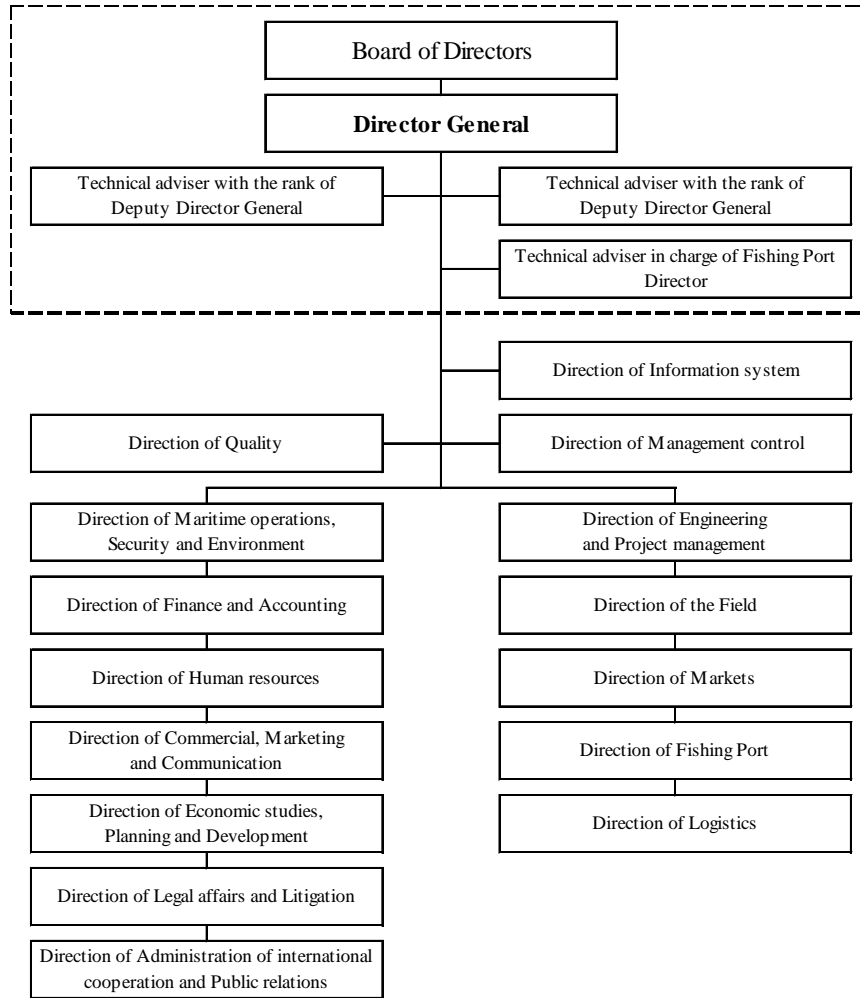 Board of Directors
Director General
Technical adviser with the rank of
Deputy Director General
Technical adviser with the rank of
Deputy Director General
Technical adviser in charge of Fishing Port
Director
Direction of Information system
Direction of Quality
Direction of Management control
Direction of Maritime operations,
Security and Environment
Direction of Engineering
and Project management
Direction of Finance and Accounting
Direction of the Field
Direction of Human resources
Direction of Markets
Direction of Commercial, Marketing
and Communication
Direction of Fishing Port
Direction of Economic studies,
Planning and Development
Direction of Logistics
Direction of Legal affairs and Litigation
Direction of Administration of international
cooperation and Public relations